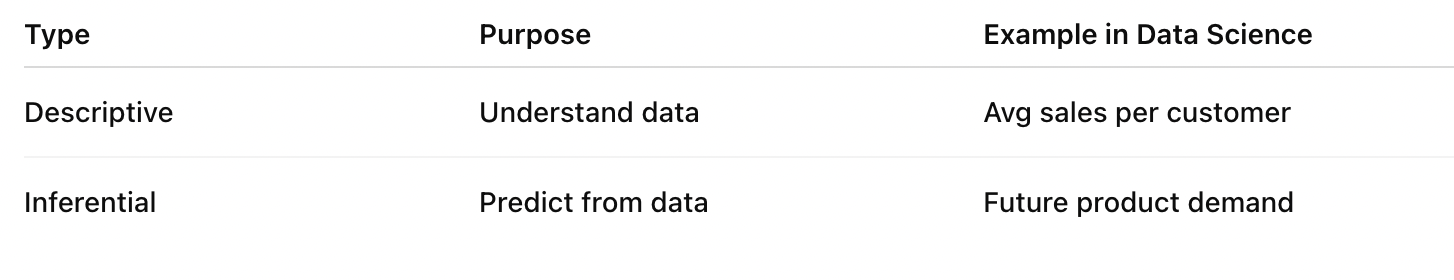 Type Purpose Example in Data Science
Descriptive Understand data Avg sales per customer
Inferential Predict from data Future product demand